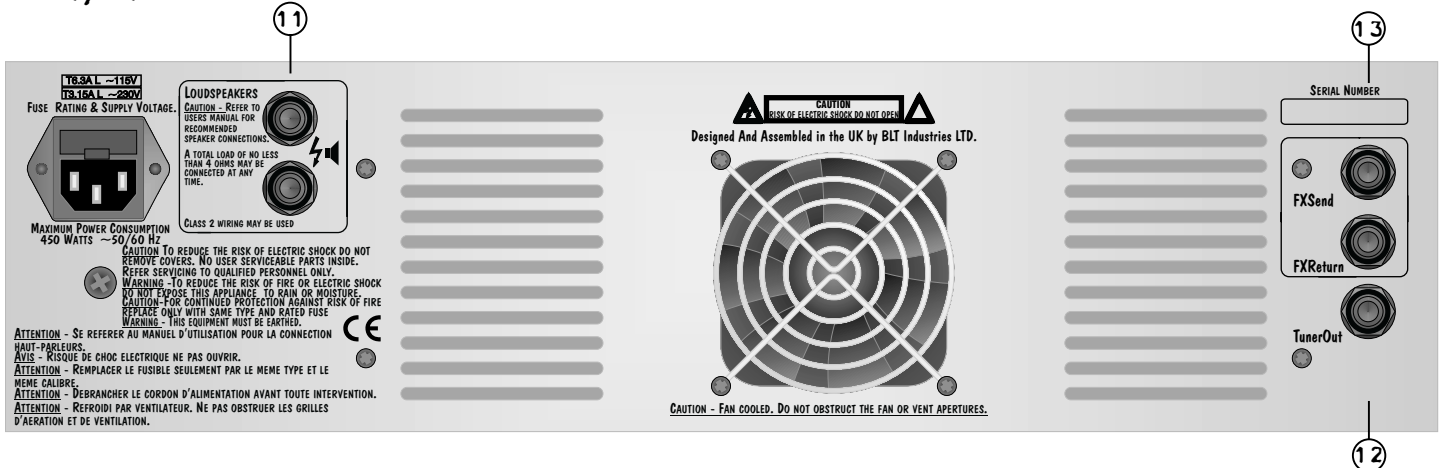 11
13
T6.3A L ~115V
T3.15A L ~230V
FUSE RATING & SUPPLY VOLTAGE.
MAXIMUM POWER CONSUMPTION
450 WATTS ~50/60 HZ
LOUDSPEAKERS
CAUTION - REFER TO
USERS MANUAL FOR
RECOMMENDED
SPEAKER CONNECTIONS.
A TOTAL LOAD OF NO LESS
THAN 4 OHMS MAY BE
CONNECTED AT ANY
TIME.
CLASS 2 WIRING MAY BE USED
CAUTION TO REDUCE THE RISK OF ELECTRIC SHOCK DO NOT
REMOVE COVERS. NO USER SERVICEABLE PARTS INSIDE.
REFER SERVICING TO QUALIFIED PERSONNEL ONLY.
WARNING -TO REDUCE THE RISK OF FIRE OR ELECTRIC SHOCK
DO NOT EXPOSE THIS APPLIANCE TO RAIN OR MOISTURE.
CAUTION-FOR CONTINUED PROTECTION AGAINST RISK OF FIRE
REPLACE ONLY WITH SAME TYPE AND RATED FUSE
WARNING - THIS EQUIPMENT MUST BE EARTHED.
CE
ATTENTION - SE REFERER AU MANUEL D'UTILISATION POUR LA CONNECTION
HAUT-PARLEURS.
AVIS - RISQUE DE CHOC ELECTRIQUE NE PAS OUVRIR.
ATTENTION - REMPLACER LE FUSIBLE SEULEMENT PAR LE MEME TYPE ET LE
MEME CALIBRE.
ATTENTION - DEBRANCHER LE CORDON D'ALIMENTATION AVANT TOUTE INTERVENTION.
ATTENTION - REFROIDI PAR VENTILATEUR. NE PAS OBSTRUER LES GRILLES
D'AERATION ET DE VENTILATION.
CAUTION
RISK OF ELECTRIC SHOCK DO NOT OPEN
Designed And Assembled in the UK by BLT Industries LTD.
CAUTION - FAN COOLED. DO NOT OBSTRUCT THE FAN OR VENT APERTURES.
SERIAL NUMBER
FXSend
FXReturn
TunerOut
12